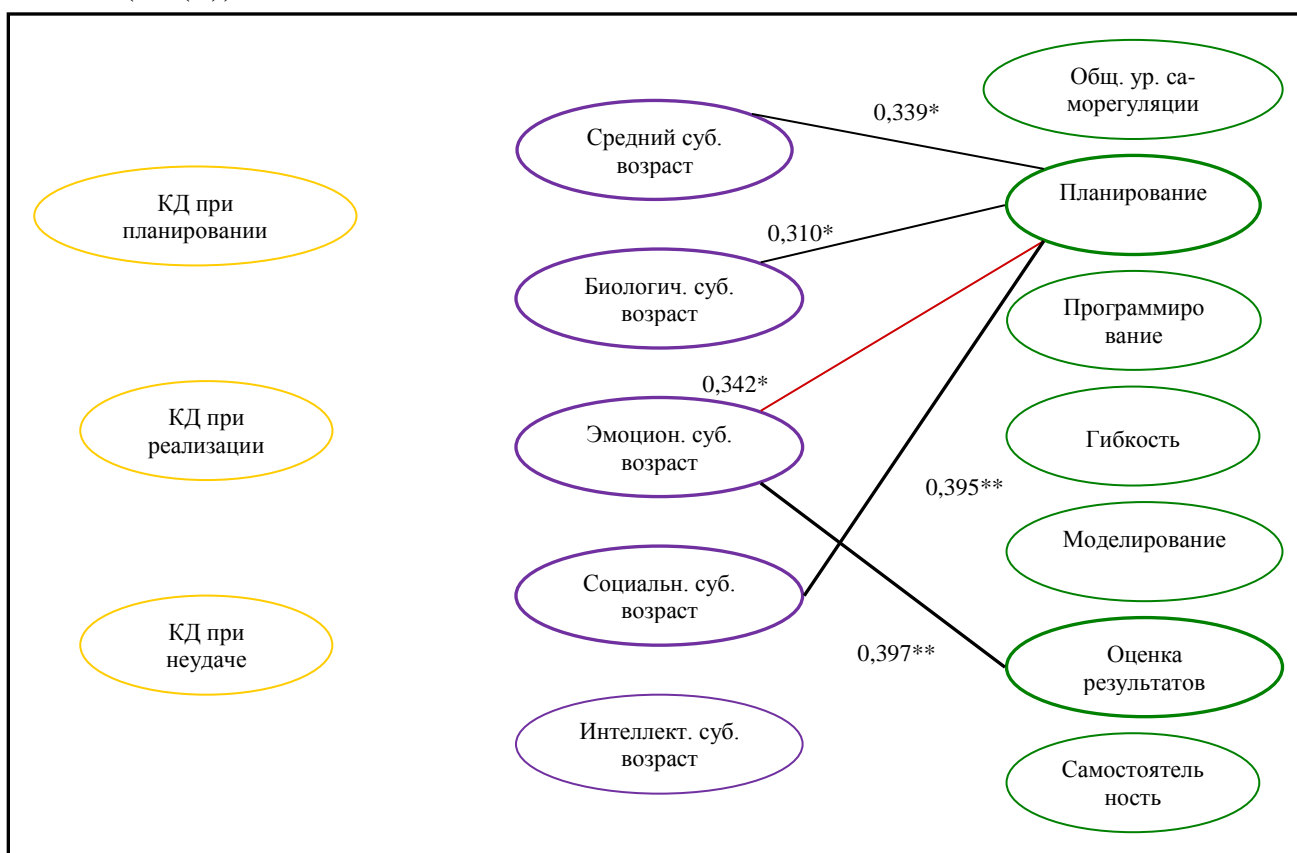 Общ. ур. са-
морегуляции
0,339*
Средний суб.
возраст
КД при
планировании
Планирование
0,310*
Биологич. суб.
возраст
Программиро
вание
0,342*
КД при
реализации
Эмоцион. суб.
возраст
Гибкость
0,395**
Моделирование
Социальн. суб.
возраст
КД при
неудаче
0,397**
Оценка
результатов
Интеллект. суб.
возраст
Самостоятель
ность